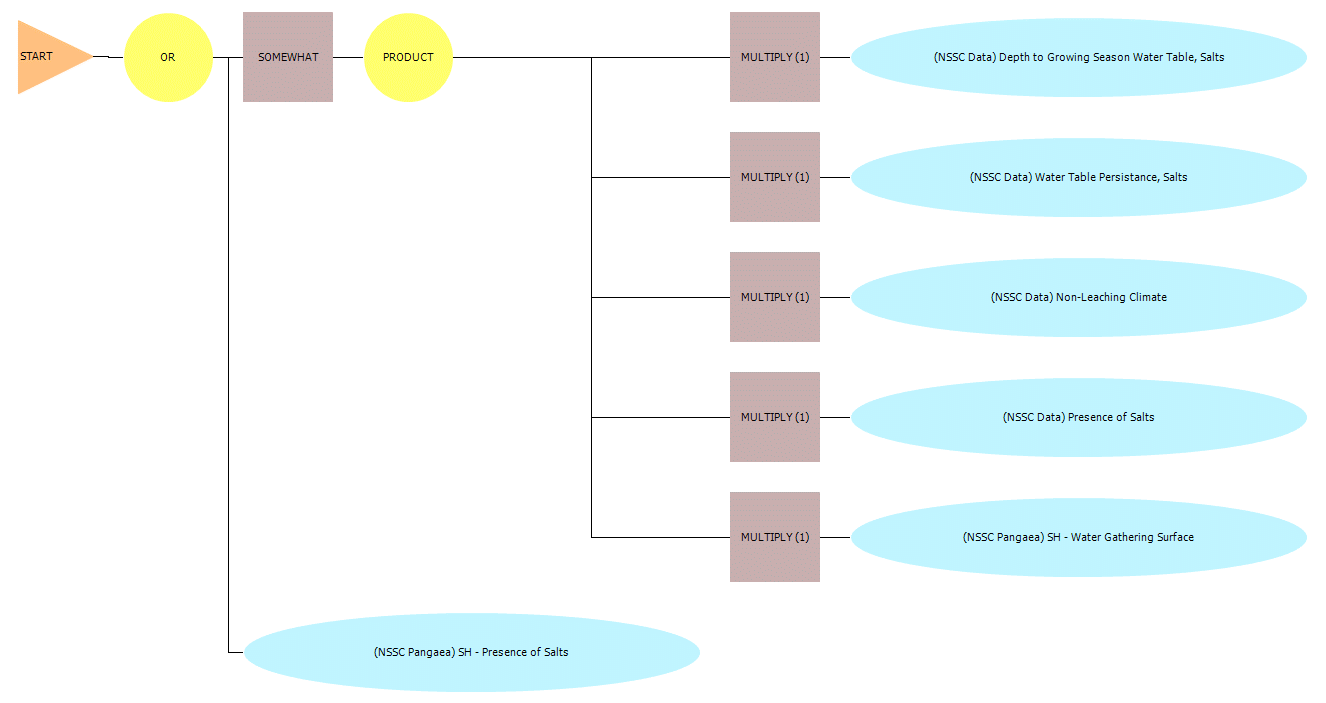 START
OR
SOMEWHAT
PRODUCT
MULTIPLY (1)
(NSSC Data) Depth to Growing Season Water Table, Salts
MULTIPLY (1)
(NSSC Data) Water Table Persistance, Salts
MULTIPLY (1)
(NSSC Data) Non-Leaching Climate
MULTIPLY (1)
(NSSC Data) Presence of Salts
MULTIPLY (1)
(NSSC Pangaea) SH - Water Gathering Surface
(NSSC Pangaea) SH - Presence of Salts